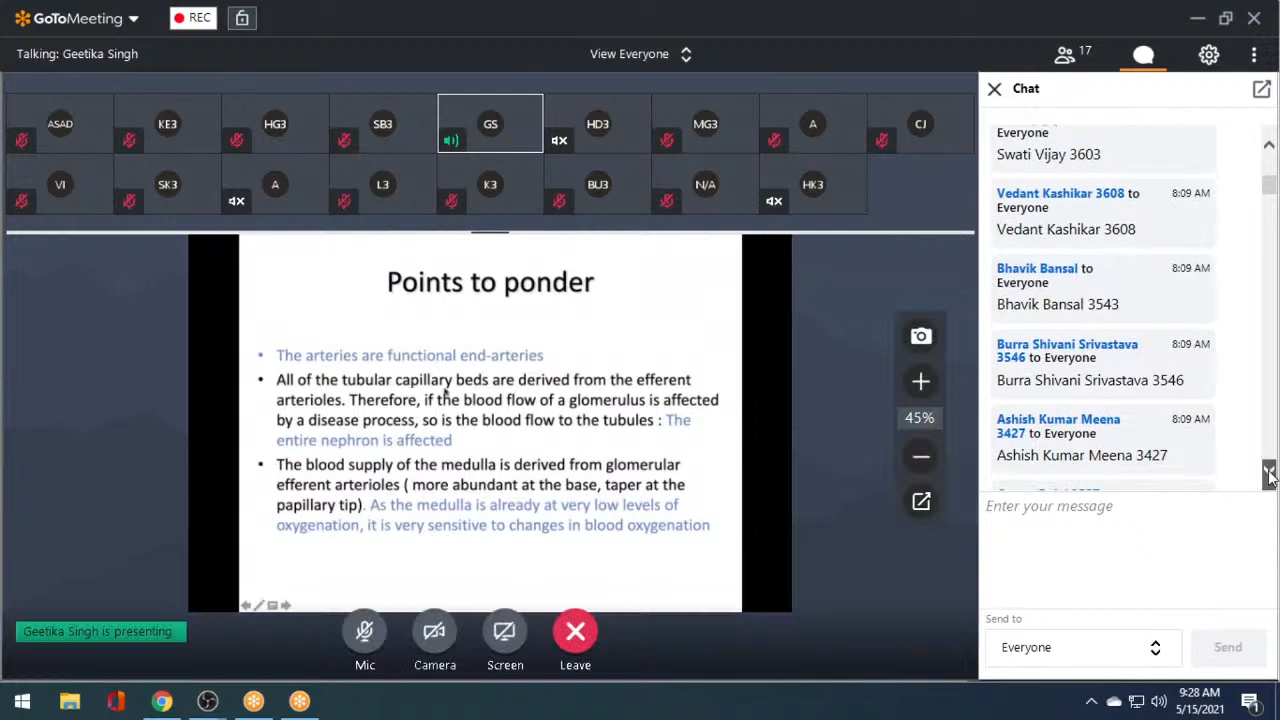 GoToMeeting
REC
Talking: Geetika Singh
View Everyone
17
ASAD
KE3
HG3
SB3
GS
HD3
MG3
A
CJ
VI
SK3
A
L3
K3
BU3
N/A
HK3
Points to ponder
• The arteries are functional end-arteries
• All of the tubular capillary beds are derived from the efferent
arterioles. Therefore, if the blood flow of a glomerulus is affected
by a disease process, so is the blood flow to the tubules : The
entire nephron is affected
• The blood supply of the medulla is derived from glomerular
efferent arterioles ( more abundant at the base, taper at the
papillary tip). As the medulla is already at very low levels of
oxygenation, it is very sensitive to changes in blood oxygenation
45%
Geetika Singh is presenting
Mic
Camera
Screen
Leave
Chat
Everyone
Swati Vijay 3603
Vedant Kashikar 3608 to 8:09 AM
Everyone
Vedant Kashikar 3608
Bhavik Bansal to 8:09 AM
Everyone
Bhavik Bansal 3543
Burra Shivani Srivastava 8:09 AM
3546 to Everyone
Burra Shivani Srivastava 3546
Ashish Kumar Meena 8:09 AM
3427 to Everyone
Ashish Kumar Meena 3427
Enter your message
Send to
Everyone
Send
9:28 AM
5/15/2021
1